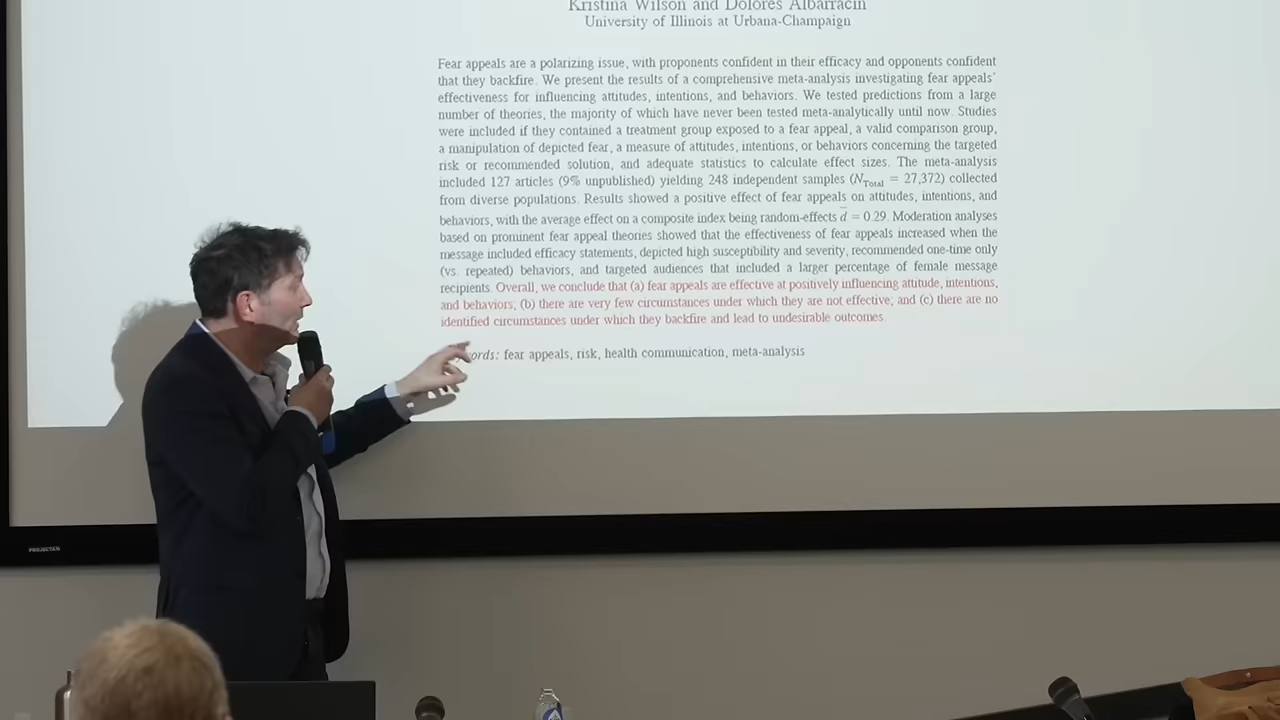 Kristina Wilson and Dolores Albarracín
University of Illinois at Urbana-Champaign
Fear appeals are a polarizing issue, with proponents confident in their efficacy and opponents confident
that they backfire. We present the results of a comprehensive meta-analysis investigating fear appeals'
effectiveness for influencing attitudes, intentions, and behaviors. We tested predictions from a large
number of theories, the majority of which have never been tested meta-analytically until now. Studies
were included if they contained a treatment group exposed to a fear appeal, a valid comparison group,
a manipulation of depicted fear, a measure of attitudes, intentions, or behaviors concerning the targeted
risk or recommended solution, and adequate statistics to calculate effect sizes. The meta-analysis
included 127 articles (9% unpublished) yielding 248 independent samples (NTotal = 27,372) collected
from diverse populations. Results showed a positive effect of fear appeals on attitudes, intentions, and
behaviors, with the average effect on a composite index being random-effects d̄ = 0.29. Moderation analyses
based on prominent fear appeal theories showed that the effectiveness of fear appeals increased when the
message included efficacy statements, depicted high susceptibility and severity, recommended one-time only
(vs. repeated) behaviors, and targeted audiences that included a larger percentage of female message
recipients. Overall, we conclude that (a) fear appeals are effective at positively influencing attitude, intentions,
and behaviors; (b) there are very few circumstances under which they are not effective; and (c) there are no
identified circumstances under which they backfire and lead to undesirable outcomes.
ords: fear appeals, risk, health communication, meta-analysis
PROJECTA